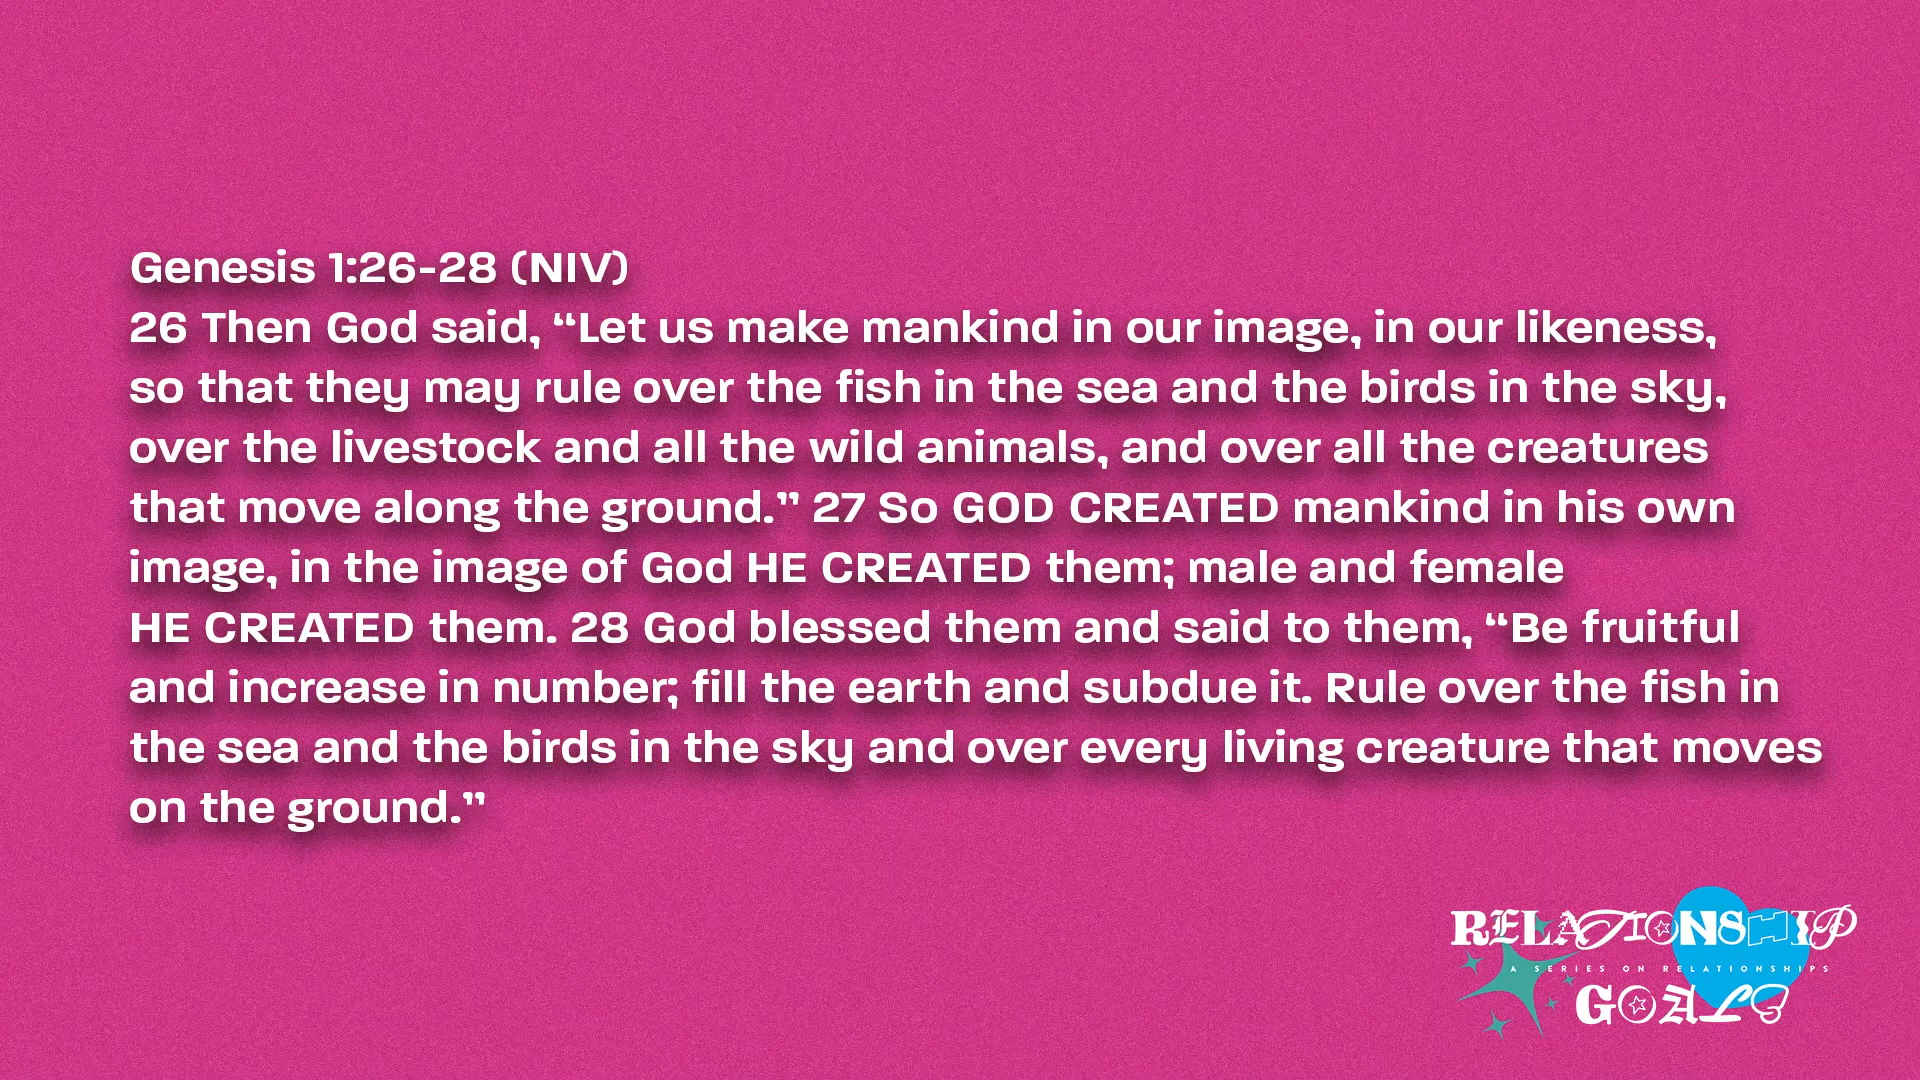 Genesis 1:26-28 (NIV)
26 Then God said, “Let us make mankind in our image, in our likeness,
so that they may rule over the fish in the sea and the birds in the sky,
over the livestock and all the wild animals, and over all the creatures
that move along the ground.” 27 So GOD CREATED mankind in his own
image, in the image of God HE CREATED them; male and female
HE CREATED them. 28 God blessed them and said to them, “Be fruitful
and increase in number; fill the earth and subdue it. Rule over the fish in
the sea and the birds in the sky and over every living creature that moves
on the ground.”
RELATIONSHIP
A SERIES ON RELATIONSHIPS
GOALS